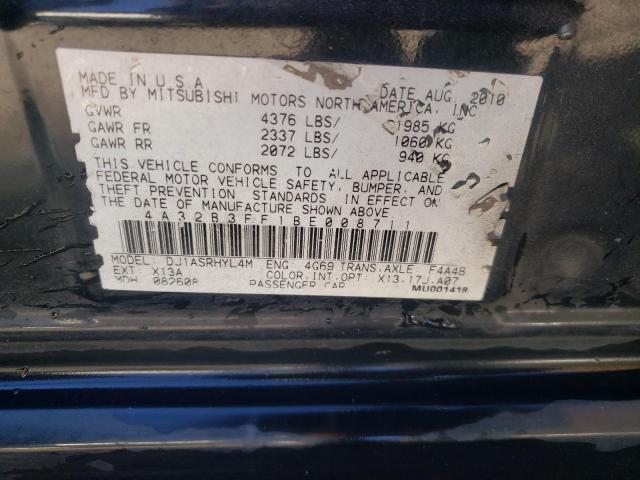 MADE IN U.S.A DATE AUG, 2010
MFD BY MITSUBISHI MOTORS NORTH AMERICA, INC
GVWR 4376 LBS/ 1985 KG
GAWR FR 2337 LBS/ 1060 KG
GAWR RR 2072 LBS/ 940 KG
THIS VEHICLE CONFORMS TO ALL APPLICABLE
FEDERAL MOTOR VEHICLE SAFETY, BUMPER, AND
THEFT PREVENTION STANDARDS IN EFFECT ON
THE DATE OF MANUFACTURE SHOWN ABOVE
4A32B3FF1BE008711
MODEL: DJ1ASRHYL4M ENG: 4G69 TRANS.AXLE F4A4B
EXT: X13A COLOR.INT.OPT: X13.17J.A07
MDH: 082608 PASSENGER CAR MU001418